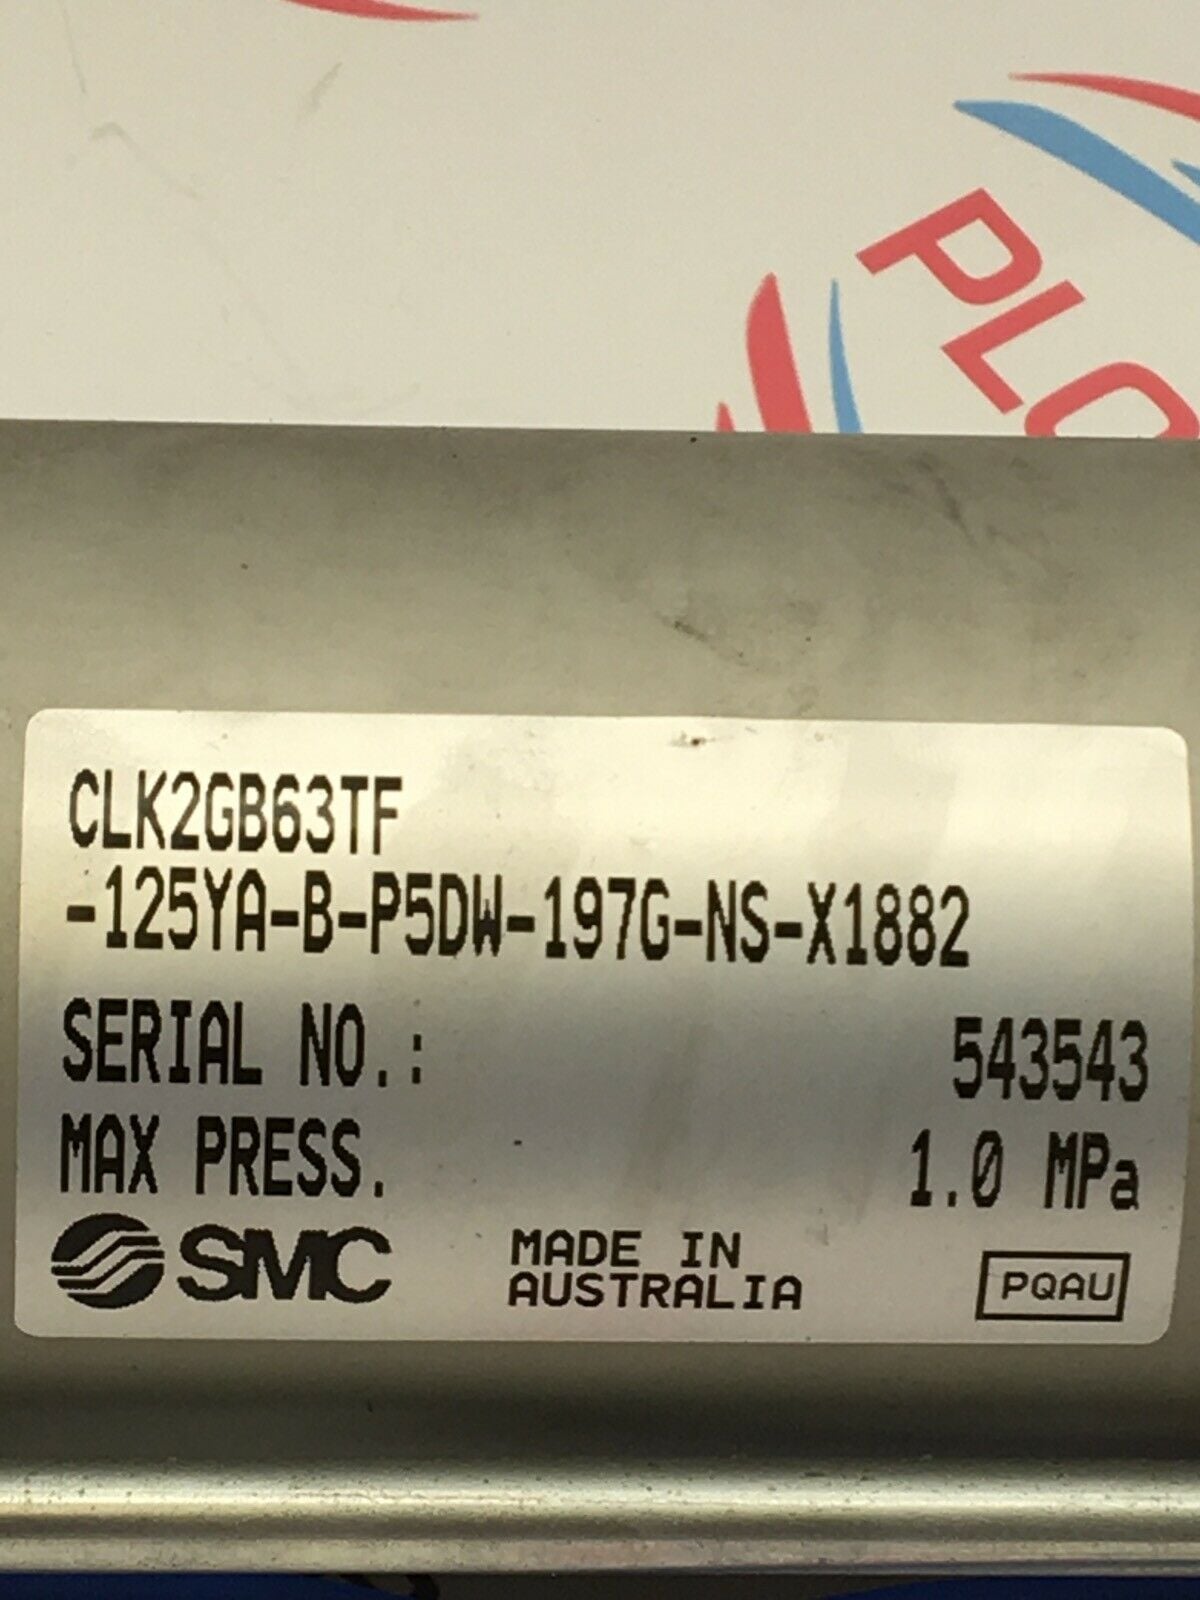 CLK2GB63TF
-125YA-B-P5DW-197G-NS-X1882
SERIAL NO.: 543543
MAX PRESS. 1.0 MPa
SMC MADE IN
AUSTRALIA
PQAU